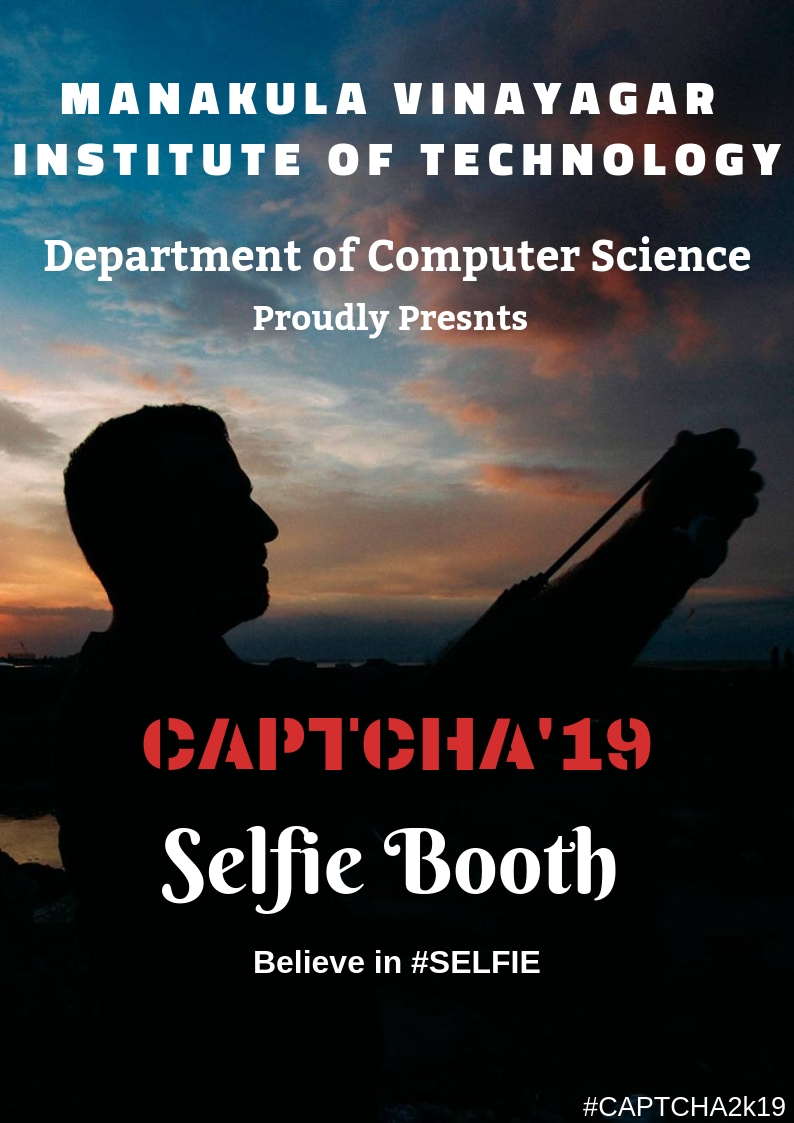 MANAKULA VINAYAGAR
INSTITUTE OF TECHNOLOGY
Department of Computer Science
Proudly Presnts
CAPTCHA'19
Selfie Booth
Believe in #SELFIE
#CAPTCHA2k19